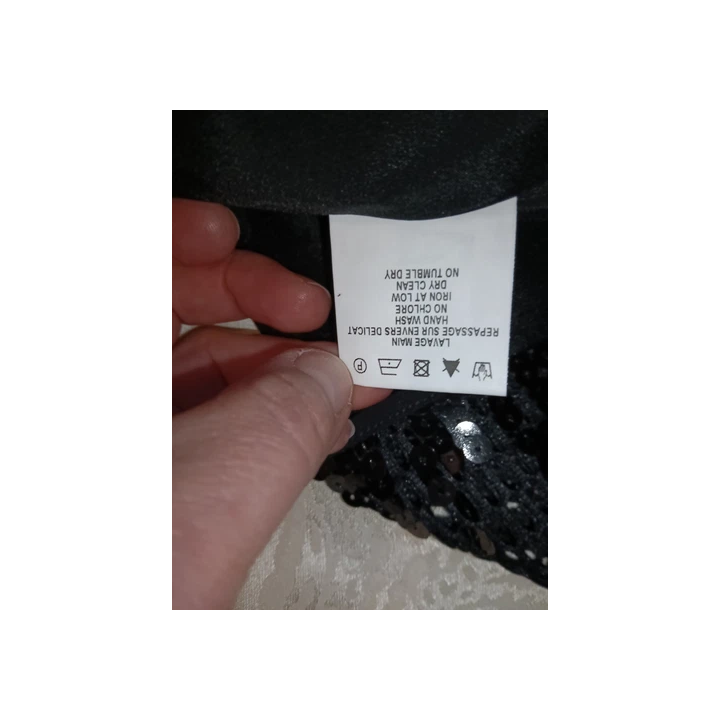 LAVAGE MAIN
REPASSAGE SUR ENVERS DELICAT
HAND WASH
NO CHLORE
IRON AT LOW
DRY CLEAN
NO TUMBLE DRY